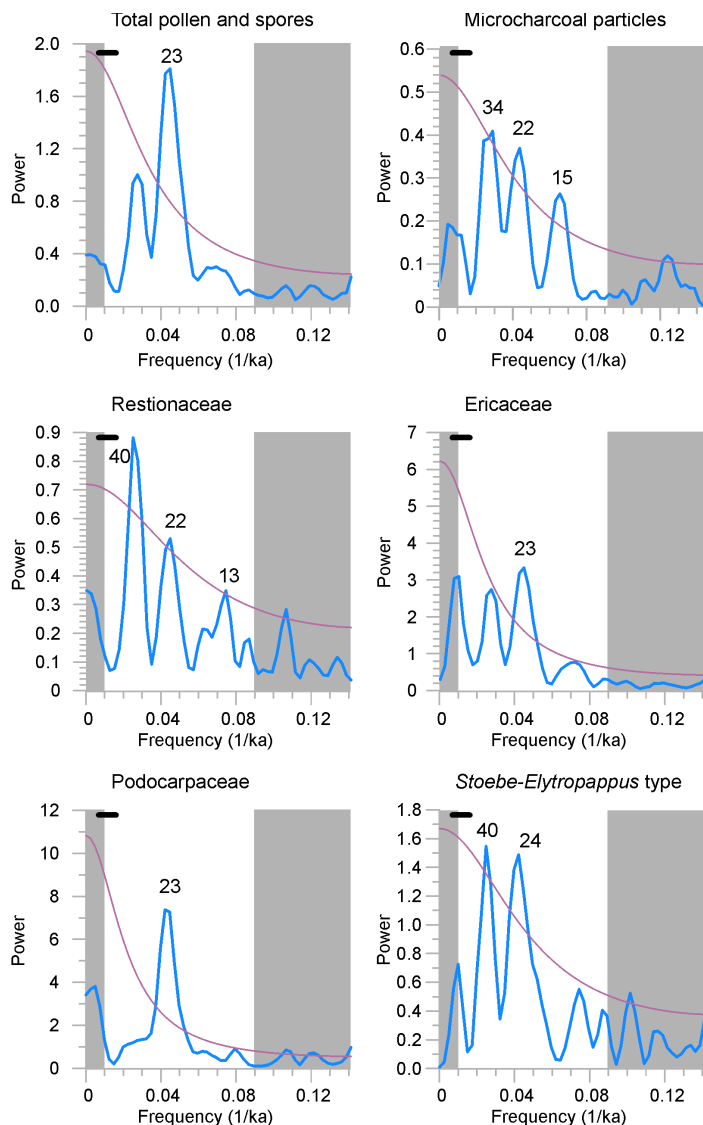 Total pollen and spores
2.0
1.6
1.2
0.8
0.4
0.0
Power
23
0 0.04 0.08 0.12
Frequency (1/ka)
Microcharcoal particles
0.6
0.5
0.4
0.3
0.2
0.1
0
Power
34
22
15
0 0.04 0.08 0.12
Frequency (1/ka)
Restionaceae
0.9
0.8
0.7
0.6
0.5
0.4
0.3
0.2
0.1
0
Power
40
22
13
0 0.04 0.08 0.12
Frequency (1/ka)
Ericaceae
7
6
5
4
3
2
1
0
Power
23
0 0.04 0.08 0.12
Frequency (1/ka)
Podocarpaceae
12
10
8
6
4
2
0
Power
23
0 0.04 0.08 0.12
Frequency (1/ka)
Stoebe-Elytropappus type
1.8
1.6
1.4
1.2
1.0
0.8
0.6
0.4
0.2
0
Power
40
24
0 0.04 0.08 0.12
Frequency (1/ka)